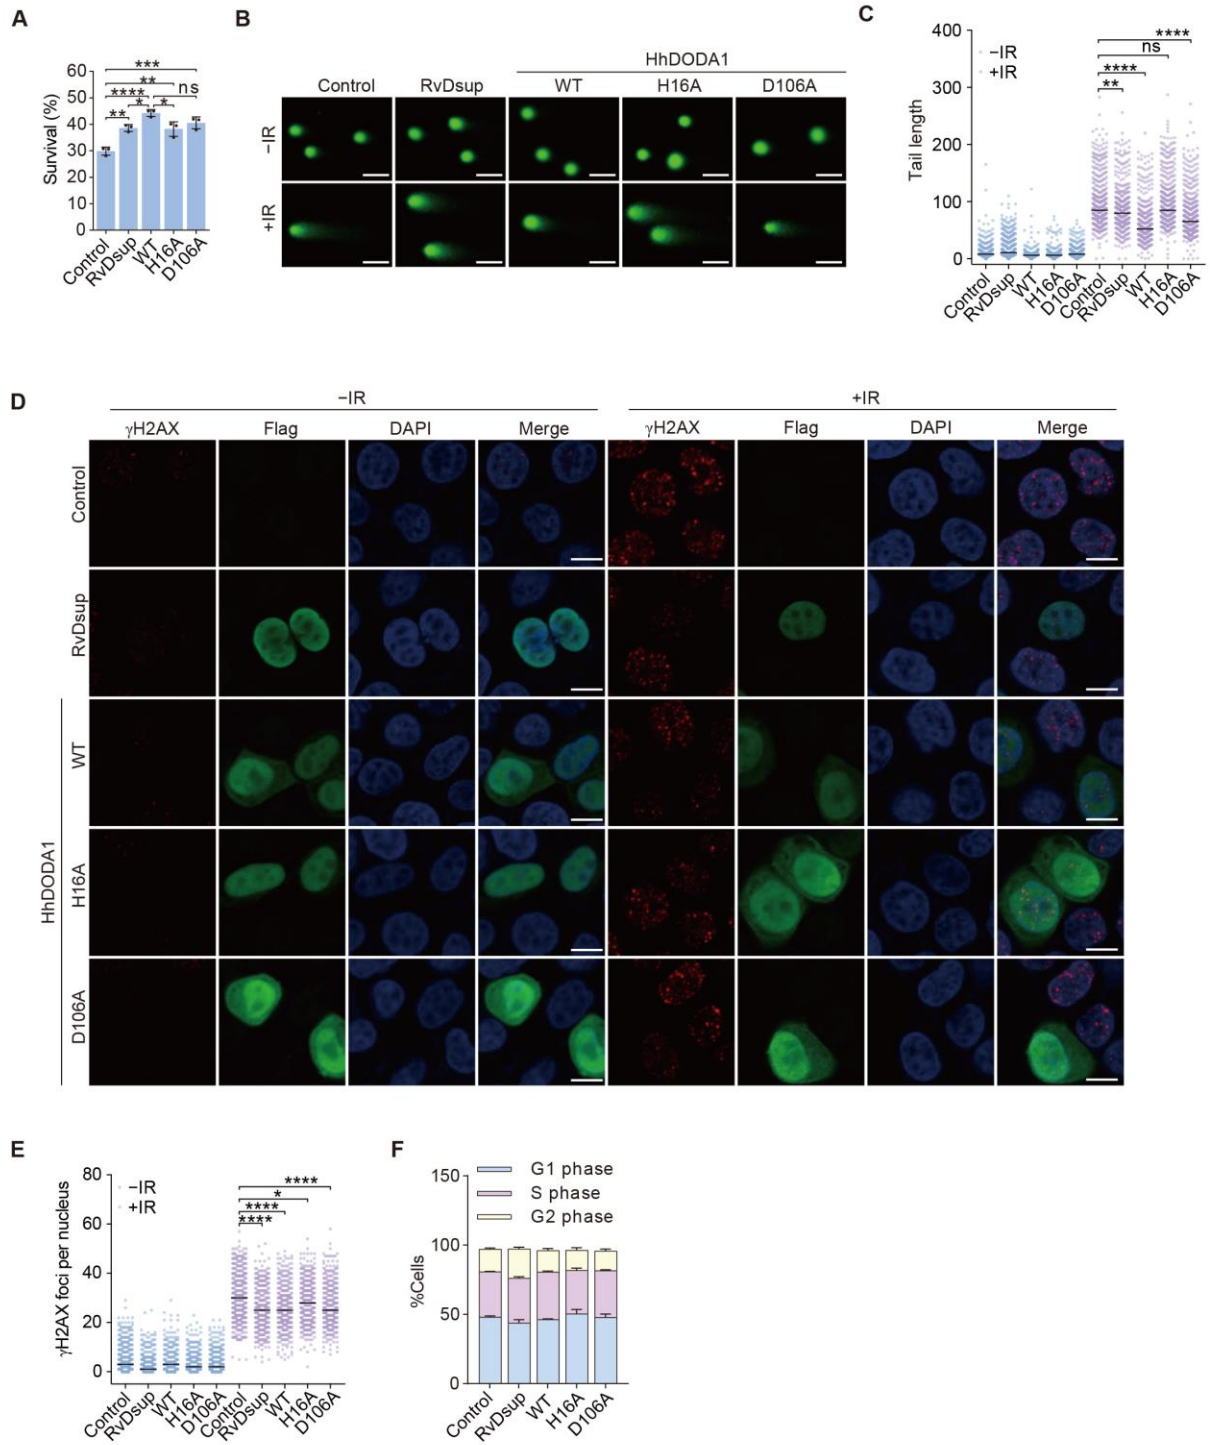 A
Survival (%)
60
50
40
30
20
10
0
***
**
**** ns
** * *
Control
RvDsup
WT
H16A
D106A
B
HhDODA1
Control RvDsup WT H16A D106A
−IR
+IR
C
Tail length
400
300
200
100
0
−IR
+IR
****
ns
****
**
Control
RvDsup
WT
H16A
D106A
Control
RvDsup
WT
H16A
D106A
D
−IR +IR
γH2AX Flag DAPI Merge γH2AX Flag DAPI Merge
Control
RvDsup
HhDODA1
WT
H16A
D106A
E
γH2AX foci per nucleus
80
60
40
20
0
−IR
+IR
****
*
****
****
Control
RvDsup
WT
H16A
D106A
Control
RvDsup
WT
H16A
D106A
F
G1 phase
S phase
G2 phase
%Cells
150
100
50
0
Control
RvDsup
WT
H16A
D106A